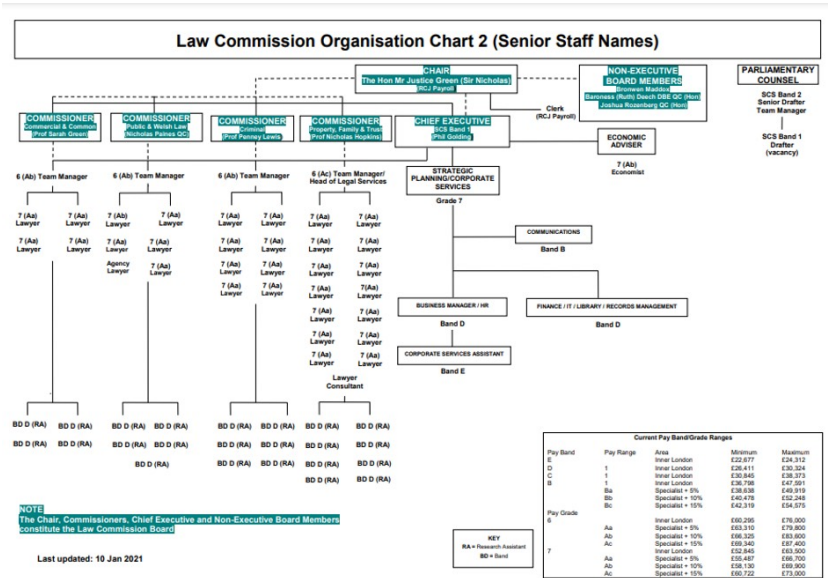 Law Commission Organisation Chart 2 (Senior Staff Names)
CHAIR
The Hon Mr Justice Green (Sir Nicholas)
(RCJ Payroll
NON-EXECUTIVE
BOARD MEMBERS
Bronwen Maddox
Baroness (Ruth) Deech DBE QC (Hon)
Joshua Rozenberg QC (Hon)
PARLIAMENTARY
COUNSEL
SCS Band 2
Senior Drafter
Team Manager
SCS Band 1
Drafter
(vacancy)
Clerk
(RCJ Payroll)
COMMISSIONER
Commercial & Common
(Prof Sarah Green)
COMMISSIONER
Public & Welsh Law
(Nicholas Paines QC)
COMMISSIONER
Criminal
(Prof Penney Lewis)
COMMISSIONER
Property, Family & Trust
(Prof Nicholas Hopkins)
CHIEF EXECUTIVE
SCS Band 1
(Phil Golding)
ECONOMIC
ADVISER
7 (Ab)
Economist
6 (Ab) Team Manager
6 (Ab) Team Manager
6 (Ab) Team Manager
6 (Ac) Team Manager/
Head of Legal Services
STRATEGIC
PLANNING/CORPORATE
SERVICES
Grade 7
7 (Aa) 7 (Aa)
Lawyer Lawyer
7 (Aa) 7 (Aa)
Lawyer Lawyer
7 (Ab) 7 (Aa)
Lawyer Lawyer
7 (Aa) 7 (Aa)
Lawyer Lawyer
Agency 7 (Aa)
Lawyer Lawyer
7 (Aa) 7 (Aa)
Lawyer Lawyer
7 (Aa) 7 (Aa)
Lawyer Lawyer
7 (Ab) 7 (Aa)
Lawyer Lawyer
7 (Aa) 7 (Aa)
Lawyer Lawyer
7 (Aa) 7 (Aa)
Lawyer Lawyer
7 (Aa) 7 (Aa)
Lawyer Lawyer
7 (Aa) 7 (Aa)
Lawyer Lawyer
7 (Aa) 7(Aa)
Lawyer Lawyer
7 (Aa) 7 (Aa)
Lawyer Lawyer
7 (Aa) 7 (Aa)
Lawyer Lawyer
7 (Aa) 7 (Aa)
Lawyer Lawyer
Lawyer
Consultant
COMMUNICATIONS
Band B
BUSINESS MANAGER / HR
Band D
FINANCE / IT / LIBRARY / RECORDS MANAGEMENT
Band D
CORPORATE SERVICES ASSISTANT
Band E
BD D (RA) BD D (RA)
BD D (RA) BD D (RA)
BD D (RA) BD D (RA)
BD D (RA) BD D (RA)
BD D (RA)
BD D (RA) BD D (RA)
BD D (RA) BD D (RA)
BD D (RA) BD D (RA)
BD D (RA) BD D (RA)
BD D (RA) BD D (RA)
BD D (RA) BD D (RA)
BD D (RA) BD D (RA)
NOTE
The Chair, Commissioners, Chief Executive and Non-Executive Board Members
constitute the Law Commission Board
Last updated: 10 Jan 2021
KEY
RA = Research Assistant
BD = Band
Current Pay Band/Grade Ranges
Pay Band Pay Range Area Minimum Maximum
E Inner London £22,677 £24,312
D 1 Inner London £26,411 £30,324
C 1 Inner London £30,845 £38,373
B 1 Inner London £36,798 £47,591
Ba Specialist + 5% £38,638 £49,919
Bb Specialist + 10% £40,478 £52,248
Bc Specialist + 15% £42,319 £54,575
Pay Grade
6 Inner London £60,295 £76,000
Aa Specialist + 5% £63,310 £79,800
Ab Specialist + 10% £66,325 £83,600
Ac Specialist + 15% £69,340 £87,400
7 Inner London £52,845 £63,500
Aa Specialist + 5% £55,487 £66,700
Ab Specialist + 10% £58,130 £69,900
Ac Specialist + 15% £60,722 £73,000